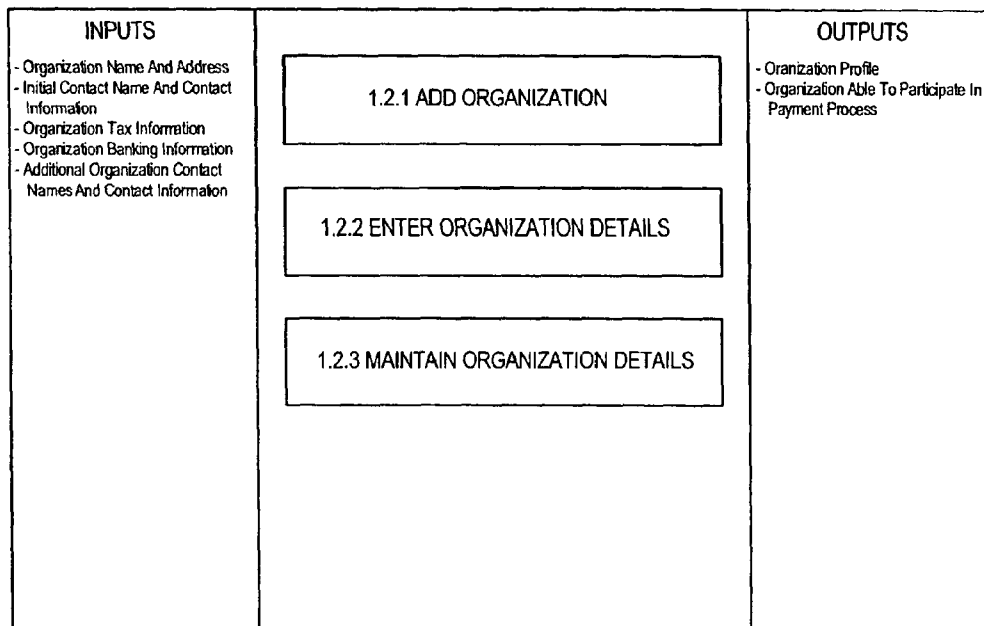 INPUTS
- Organization Name And Address
- Initial Contact Name And Contact
Information
- Organization Tax Information
- Organization Banking Information
- Additional Organization Contact
Names And Contact Information
1.2.1 ADD ORGANIZATION
1.2.2 ENTER ORGANIZATION DETAILS
1.2.3 MAINTAIN ORGANIZATION DETAILS
OUTPUTS
- Oranization Profile
- Organization Able To Participate In
Payment Process